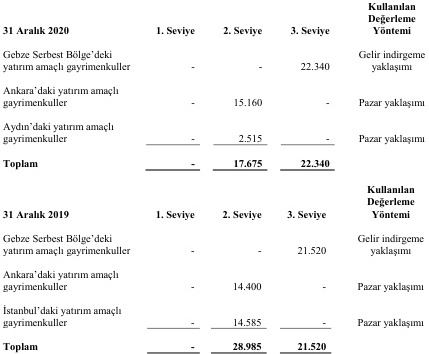 Kullanılan
Değerleme
31 Aralık 2020 1. Seviye 2. Seviye 3. Seviye Yöntemi
Gebze Serbest Bölge'deki Gelir indirgeme
yatırım amaçlı gayrimenkuller - - 22.340 yaklaşımı
Ankara'daki yatırım amaçlı
gayrimenkuller - 15.160 - Pazar yaklaşımı
Aydın'daki yatırım amaçlı
gayrimenkuller - 2.515 - Pazar yaklaşımı
Toplam - 17.675 22.340
Kullanılan
Değerleme
31 Aralık 2019 1. Seviye 2. Seviye 3. Seviye Yöntemi
Gebze Serbest Bölge'deki Gelir indirgeme
yatırım amaçlı gayrimenkuller - - 21.520 yaklaşımı
Ankara'daki yatırım amaçlı
gayrimenkuller - 14.400 - Pazar yaklaşımı
İstanbul'daki yatırım amaçlı
gayrimenkuller - 14.585 - Pazar yaklaşımı
Toplam - 28.985 21.520